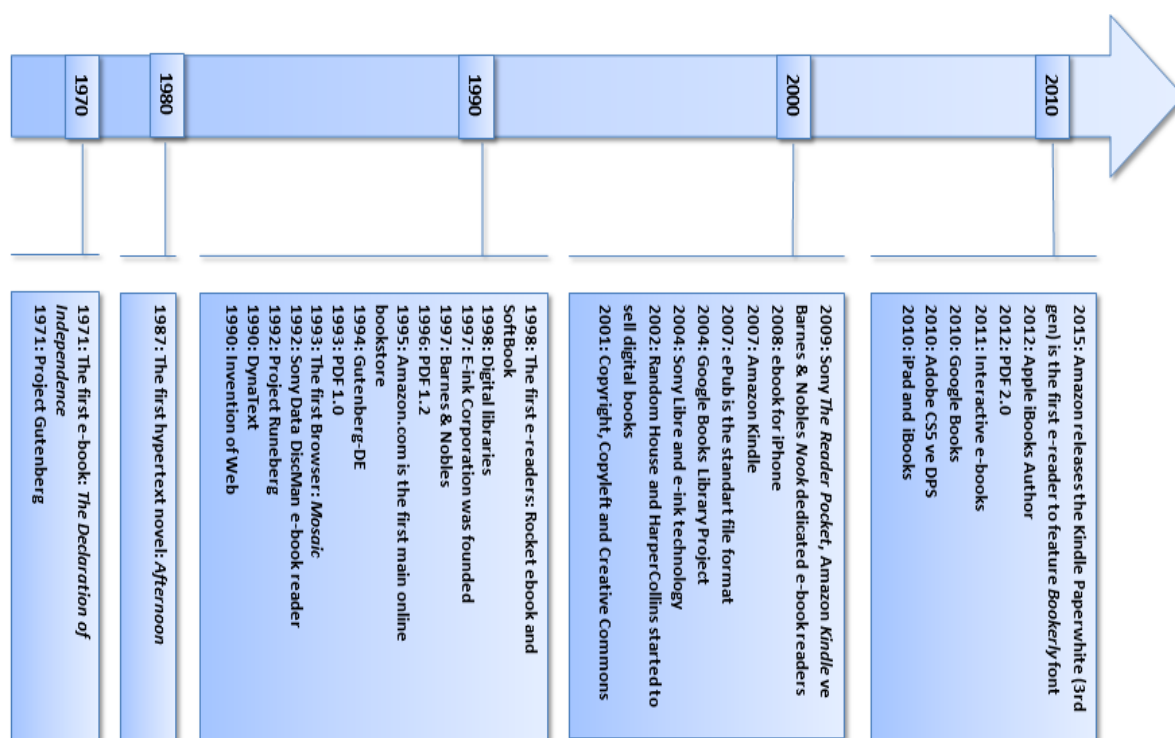 2010
2015: Amazon releases the Kindle Paperwhite (3rd
gen) is the first e-reader to feature Bookerly font
2012: Apple iBooks Author
2012: PDF 2.0
2011: Interactive e-books
2010: Google Books
2010: Adobe CS5 ve DPS
2010: iPad and iBooks
2000
2009: Sony The Reader Pocket, Amazon Kindle ve
Barnes & Nobles Nook dedicated e-book readers
2008: ebook for iPhone
2007: Amazon Kindle
2007: ePub is the standart file format
2004: Google Books Library Project
2004: Sony Libre and e-ink technology
2002: Random House and HarperCollins started to
sell digital books
2001: Copyright, Copyleft and Creative Commons
1990
1998: The first e-readers: Rocket ebook and
SoftBook
1998: Digital libraries
1997: E-ink Corporation was founded
1997: Barnes & Nobles
1996: PDF 1.2
1995: Amazon.com is the first main online
bookstore
1994: Gutenberg-DE
1993: PDF 1.0
1993: The first Browser: Mosaic
1992: Sony Data DiscMan e-book reader
1992: Project Runeberg
1990: DynaText
1990: Invention of Web
1980
1987: The first hypertext novel: Afternoon
1970
1971: The first e-book: The Declaration of
Independence
1971: Project Gutenberg